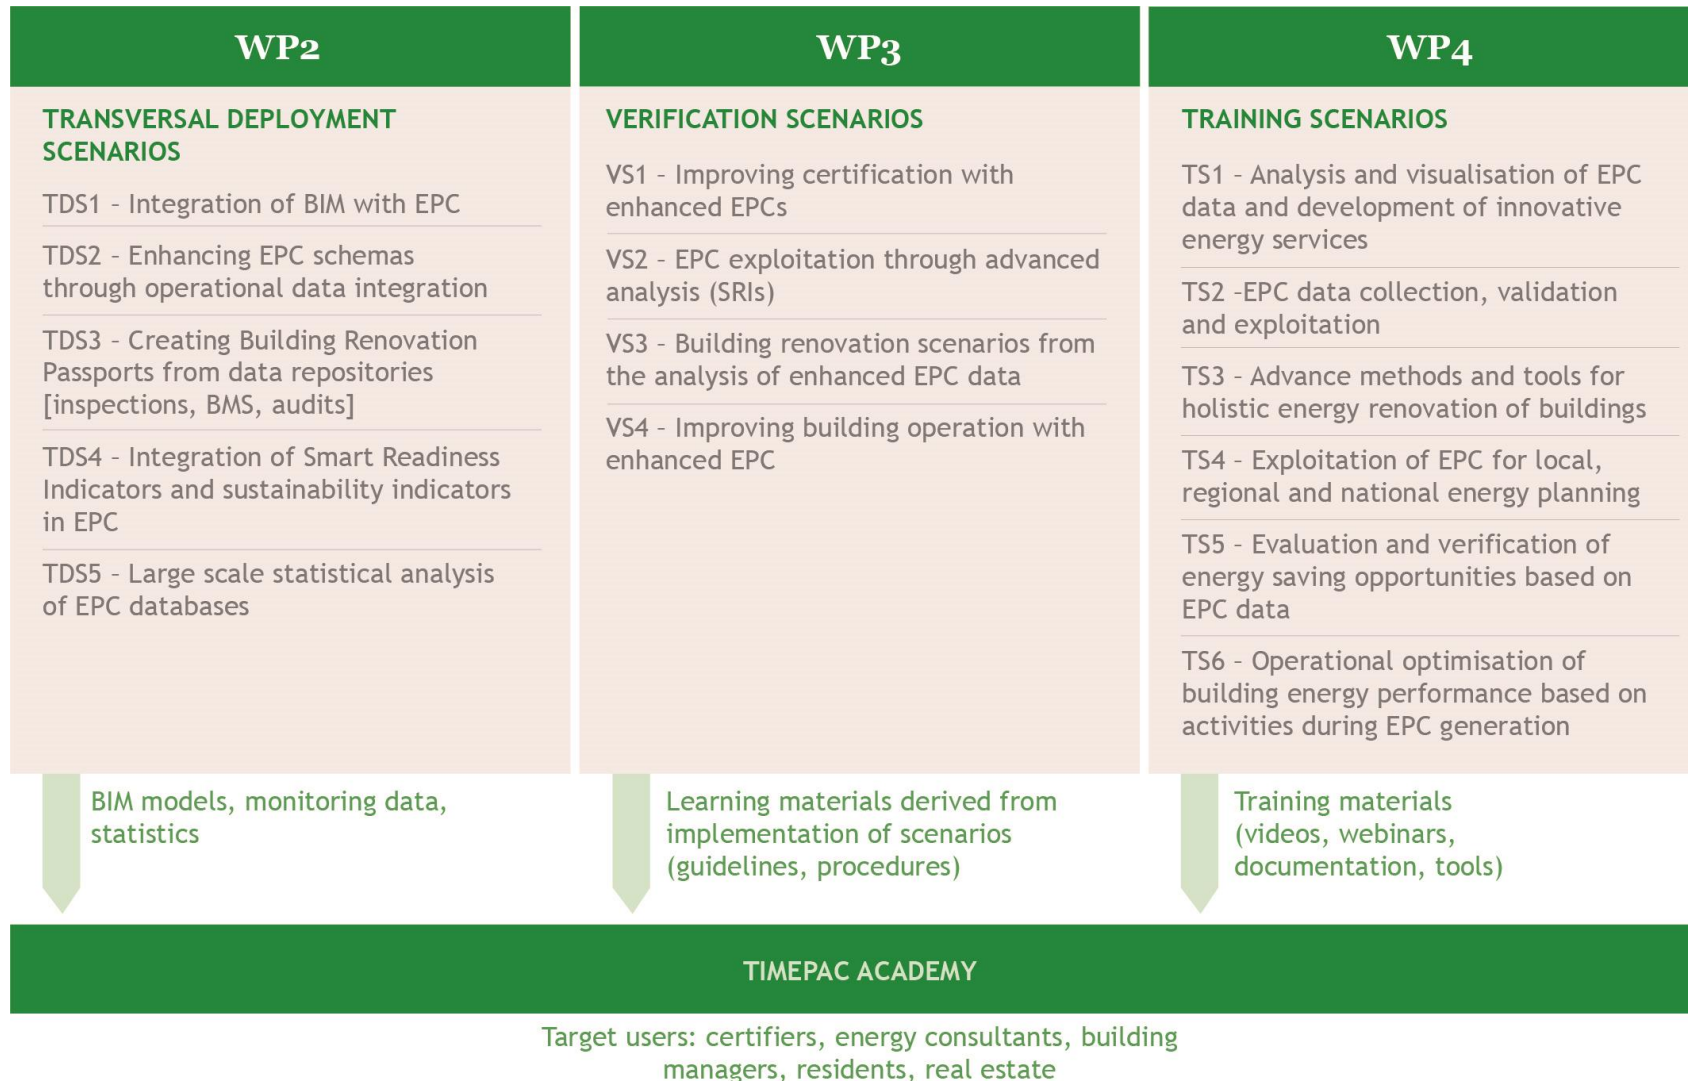 WP2
TRANSVERSAL DEPLOYMENT
SCENARIOS
TDS1 – Integration of BIM with EPC
TDS2 – Enhancing EPC schemas
through operational data integration
TDS3 – Creating Building Renovation
Passports from data repositories
[inspections, BMS, audits]
TDS4 – Integration of Smart Readiness
Indicators and sustainability indicators
in EPC
TDS5 – Large scale statistical analysis
of EPC databases
BIM models, monitoring data,
statistics
WP3
VERIFICATION SCENARIOS
VS1 – Improving certification with
enhanced EPCs
VS2 – EPC exploitation through advanced
analysis (SRIs)
VS3 – Building renovation scenarios from
the analysis of enhanced EPC data
VS4 – Improving building operation with
enhanced EPC
Learning materials derived from
implementation of scenarios
(guidelines, procedures)
WP4
TRAINING SCENARIOS
TS1 – Analysis and visualisation of EPC
data and development of innovative
energy services
TS2 –EPC data collection, validation
and exploitation
TS3 – Advance methods and tools for
holistic energy renovation of buildings
TS4 – Exploitation of EPC for local,
regional and national energy planning
TS5 – Evaluation and verification of
energy saving opportunities based on
EPC data
TS6 – Operational optimisation of
building energy performance based on
activities during EPC generation
Training materials
(videos, webinars,
documentation, tools)
TIMEPAC ACADEMY
Target users: certifiers, energy consultants, building
managers, residents, real estate